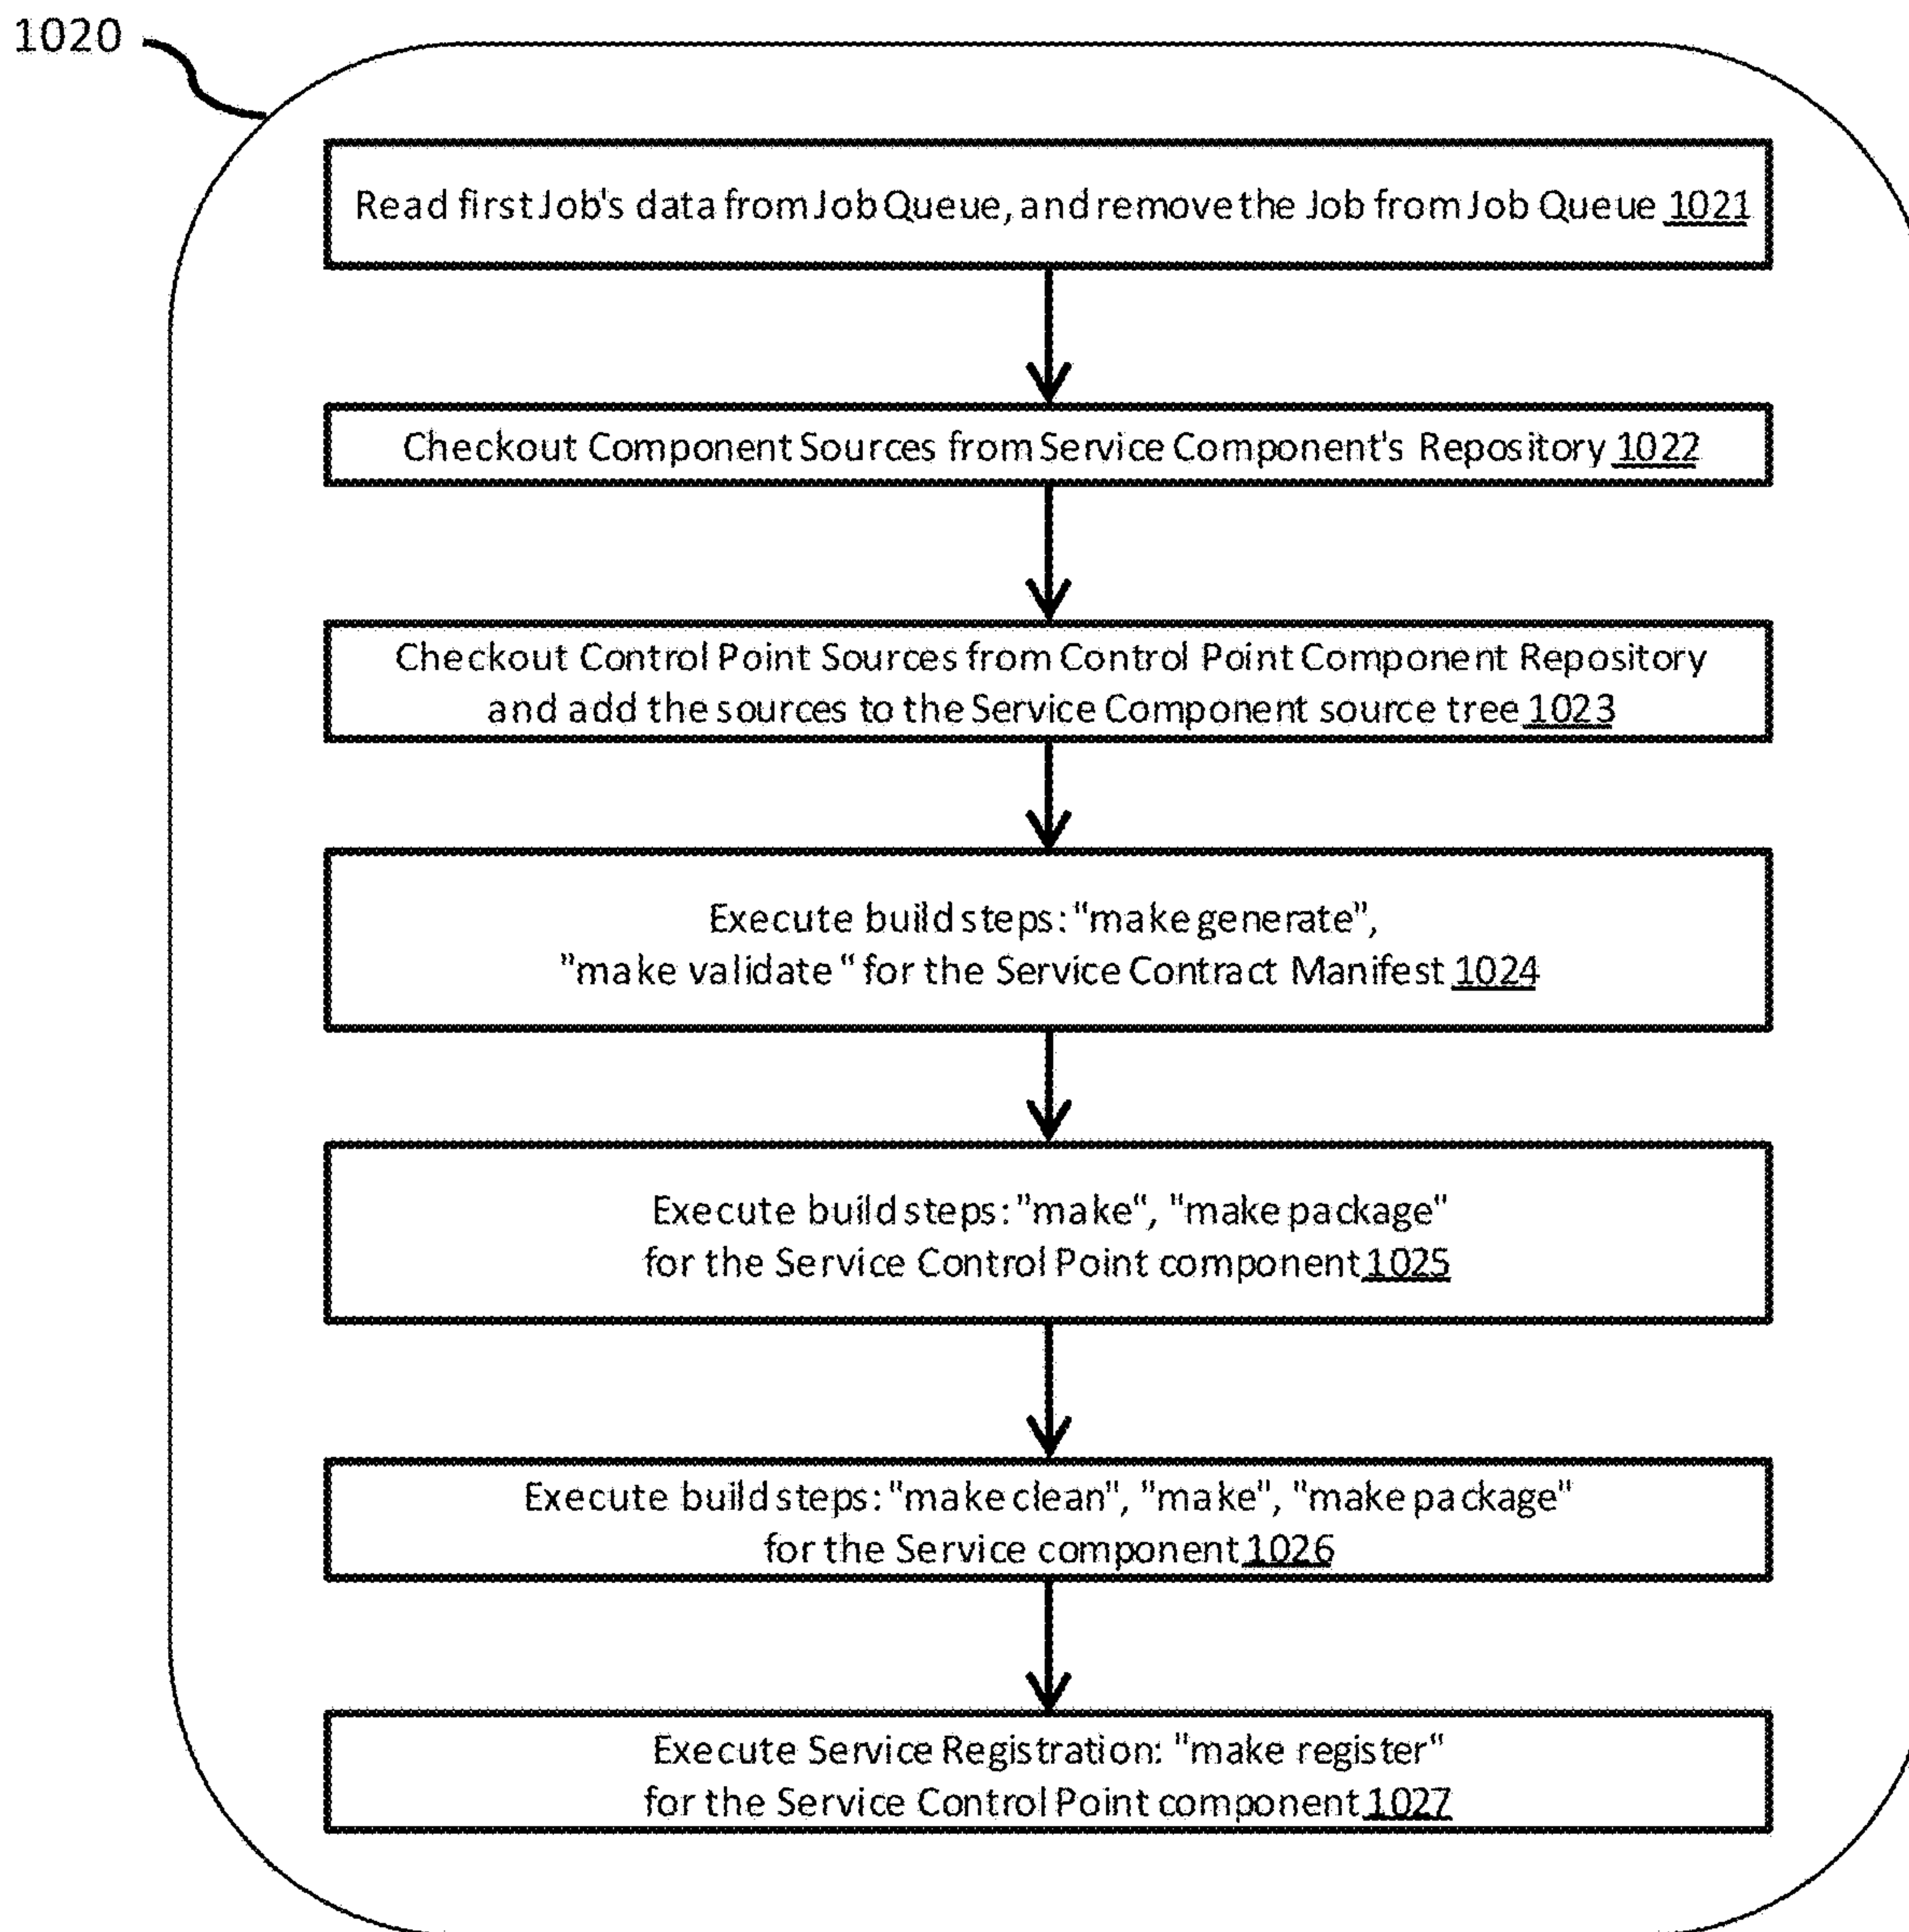 1020
Read first Job's data from Job Queue, and remove the Job from Job Queue 1021
Checkout Component Sources from Service Component's Repository 1022
Checkout Control Point Sources from Control Point Component Repository
and add the sources to the Service Component source tree 1023
Execute build steps: "make generate",
"make validate" for the Service Contract Manifest 1024
Execute build steps: "make", "make package"
for the Service Control Point component 1025
Execute build steps: "make clean", "make", "make package"
for the Service component 1026
Execute Service Registration: "make register"
for the Service Control Point component 1027